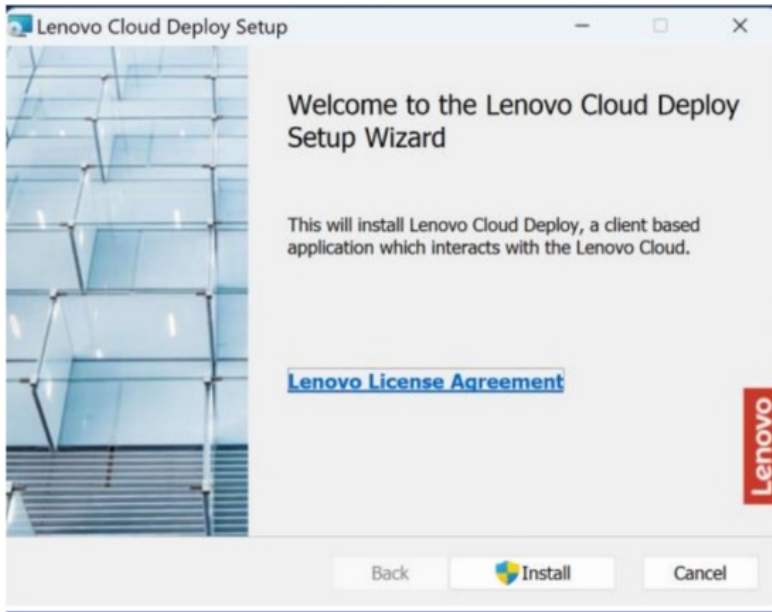 Lenovo Cloud Deploy Setup
Welcome to the Lenovo Cloud Deploy
Setup Wizard
This will install Lenovo Cloud Deploy, a client based
application which interacts with the Lenovo Cloud.
Lenovo License Agreement
Lenovo
Back
Install
Cancel